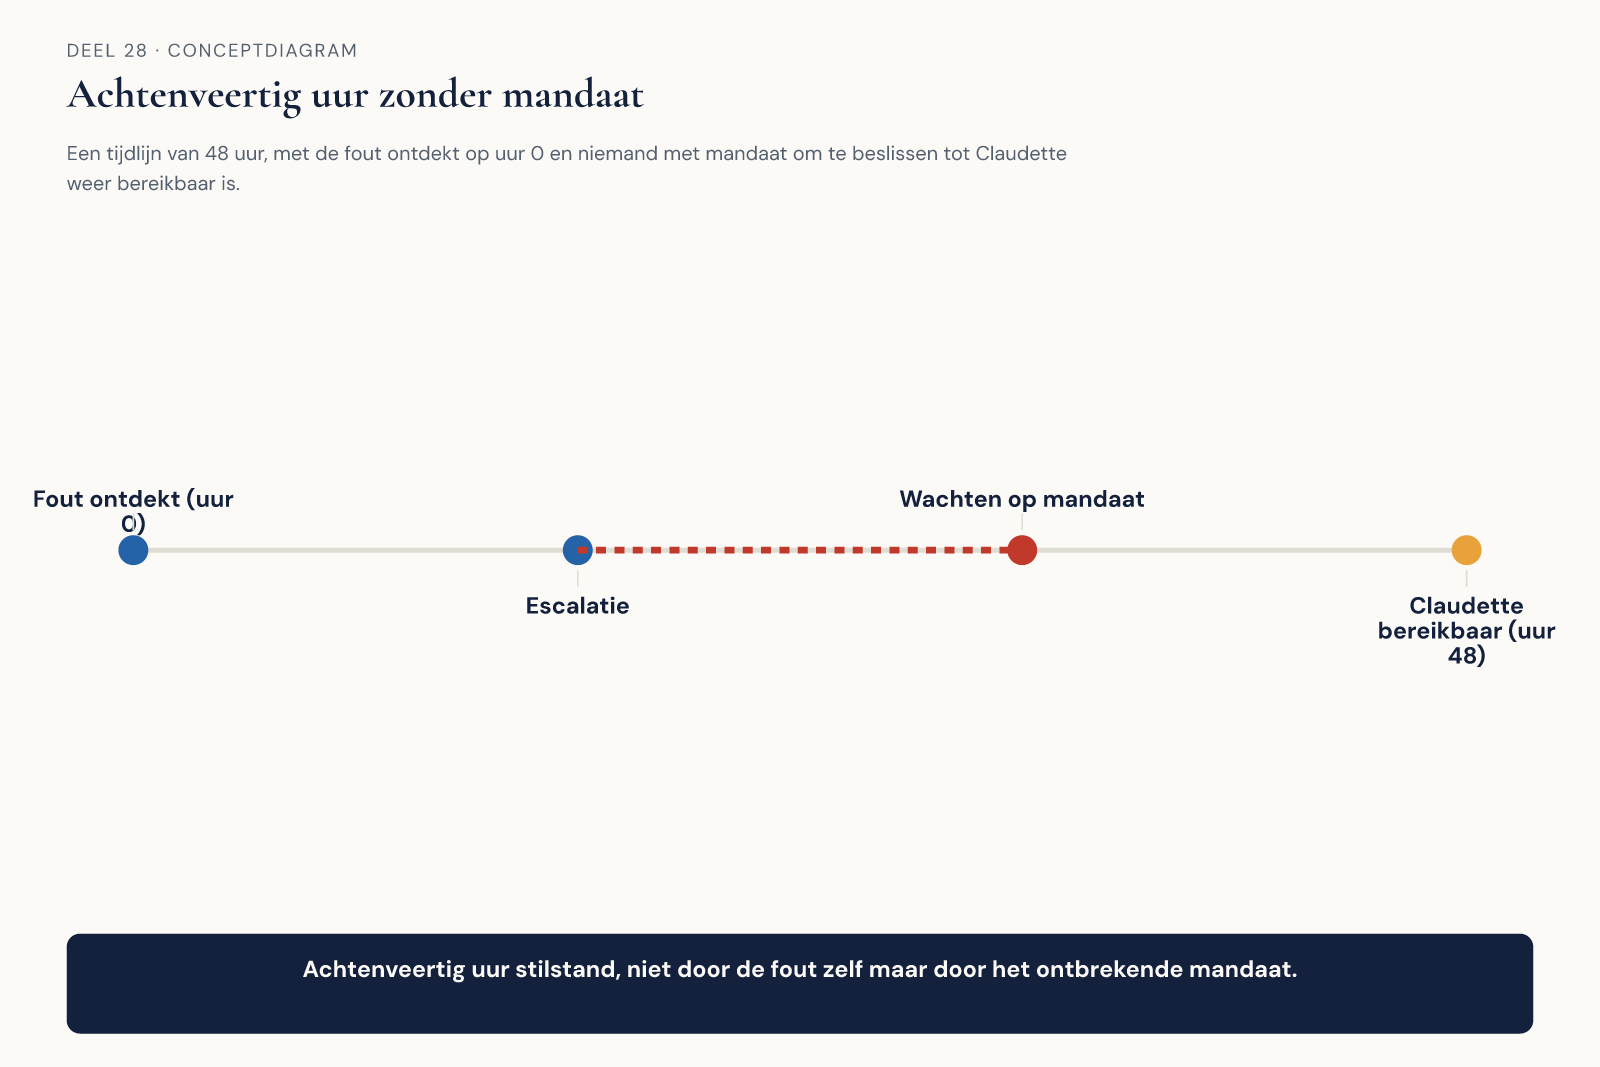 DEEL 28 · CONCEPTDIAGRAM
Achtenveertig uur zonder mandaat
Een tijdlijn van 48 uur, met de fout ontdekt op uur 0 en niemand met mandaat om te beslissen tot Claudette
weer bereikbaar is.
Fout ontdekt (uur
0)
Escalatie
Wachten op mandaat
Claudette
bereikbaar (uur
48)
Achtenveertig uur stilstand, niet door de fout zelf maar door het ontbrekende mandaat.